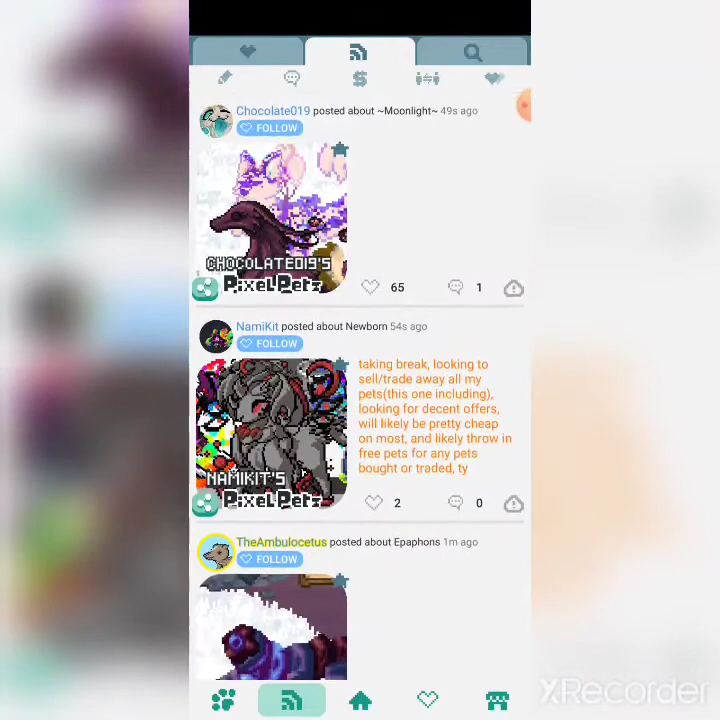 Chocolate019 posted about ~Moonlight~ 49s ago
FOLLOW
CHOCOLATE019'S
PixelPets
65
1
NamiKit posted about Newborn 54s ago
FOLLOW
taking break, looking to
sell/trade away all my
pets(this one including),
looking for decent offers,
will likely be pretty cheap
on most, and likely throw in
free pets for any pets
bought or traded, ty
NAMIKIT'S
PixelPets
2
0
TheAmbulocetus posted about Epaphons 1m ago
FOLLOW
XRecorder